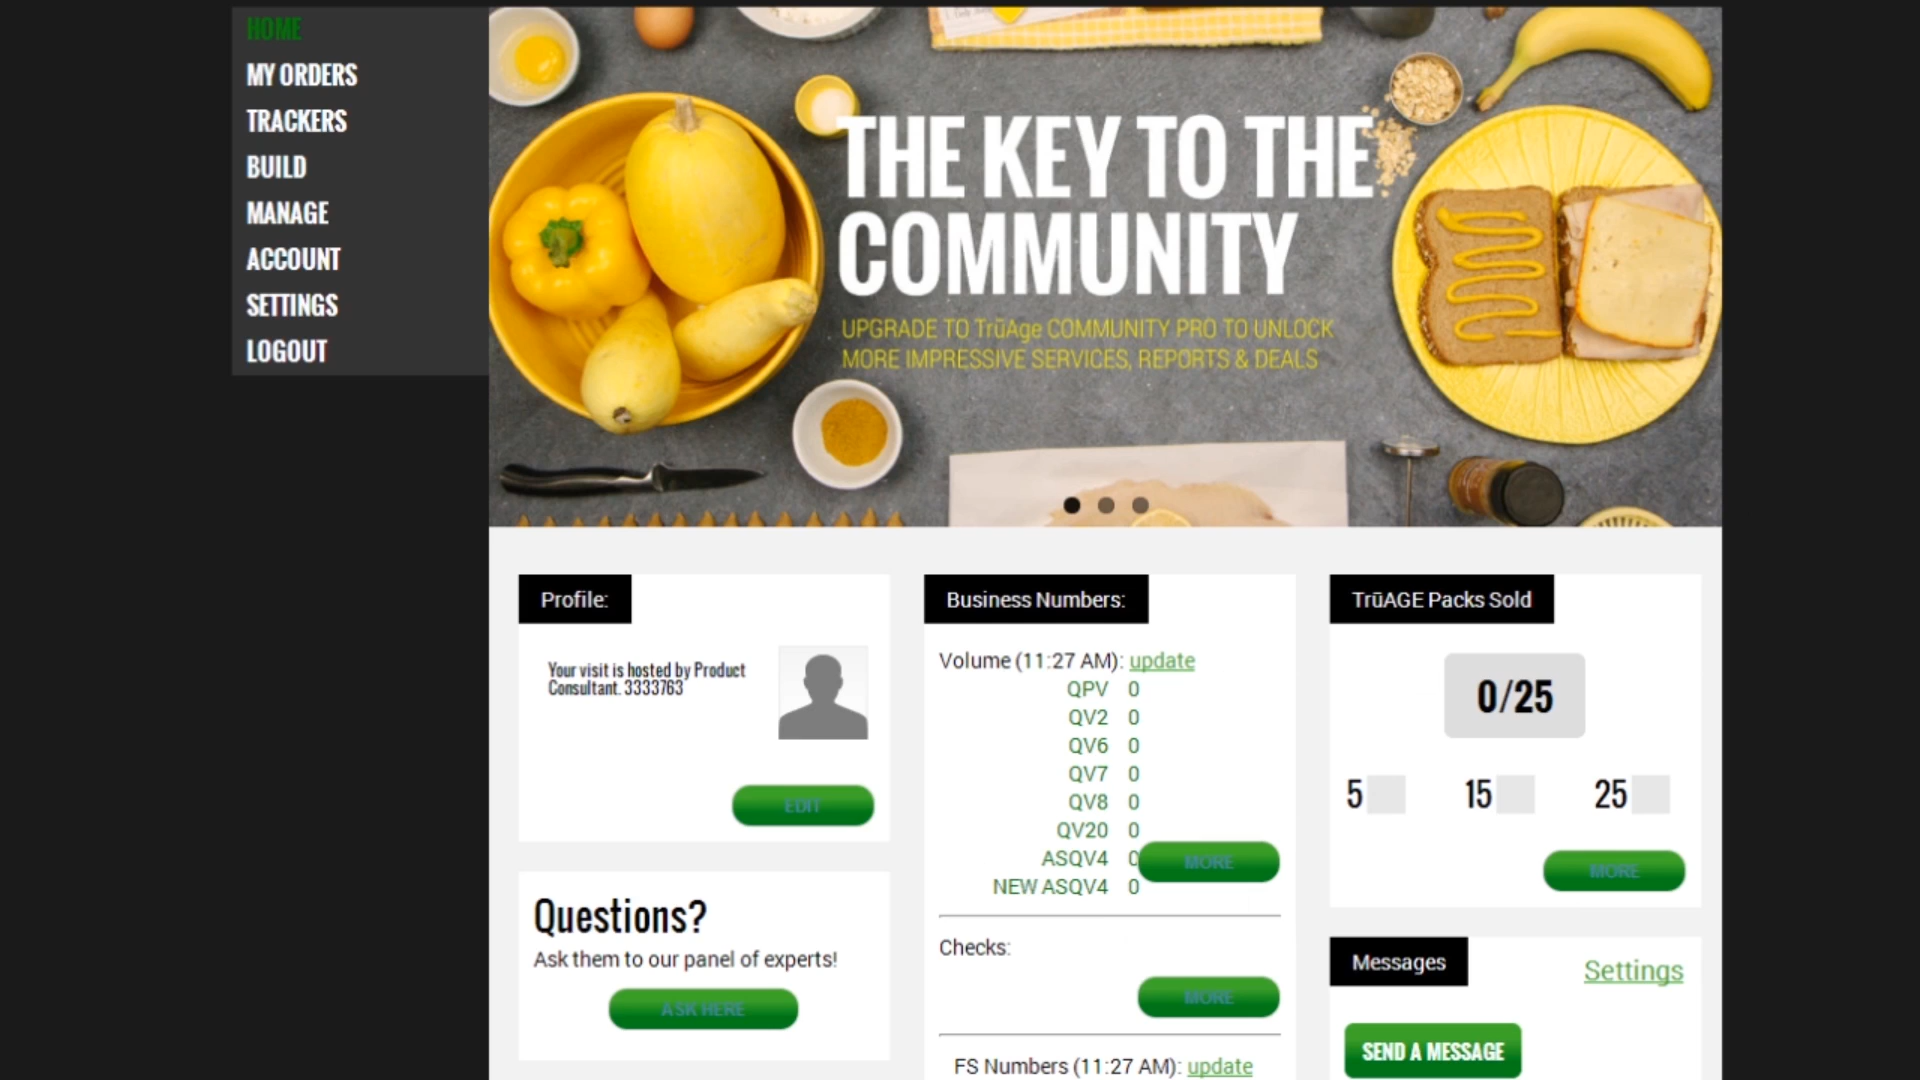 HOME
MY ORDERS
TRACKERS
BUILD
MANAGE
ACCOUNT
SETTINGS
LOGOUT
THE KEY TO THE
COMMUNITY
UPGRADE TO TrūAge COMMUNITY PRO TO UNLOCK
MORE IMPRESSIVE SERVICES, REPORTS & DEALS
Profile:
Your visit is hosted by Product
Consultant. 3333763
EDIT
Questions?
Ask them to our panel of experts!
ASK HERE
Business Numbers:
Volume (11:27 AM): update
QPV 0
QV2 0
QV6 0
QV7 0
QV8 0
QV20 0
ASQV4 0
NEW ASQV4 0
MORE
Checks:
MORE
FS Numbers (11:27 AM): update
TrūAGE Packs Sold
0/25
5 15 25
MORE
Messages
Settings
SEND A MESSAGE